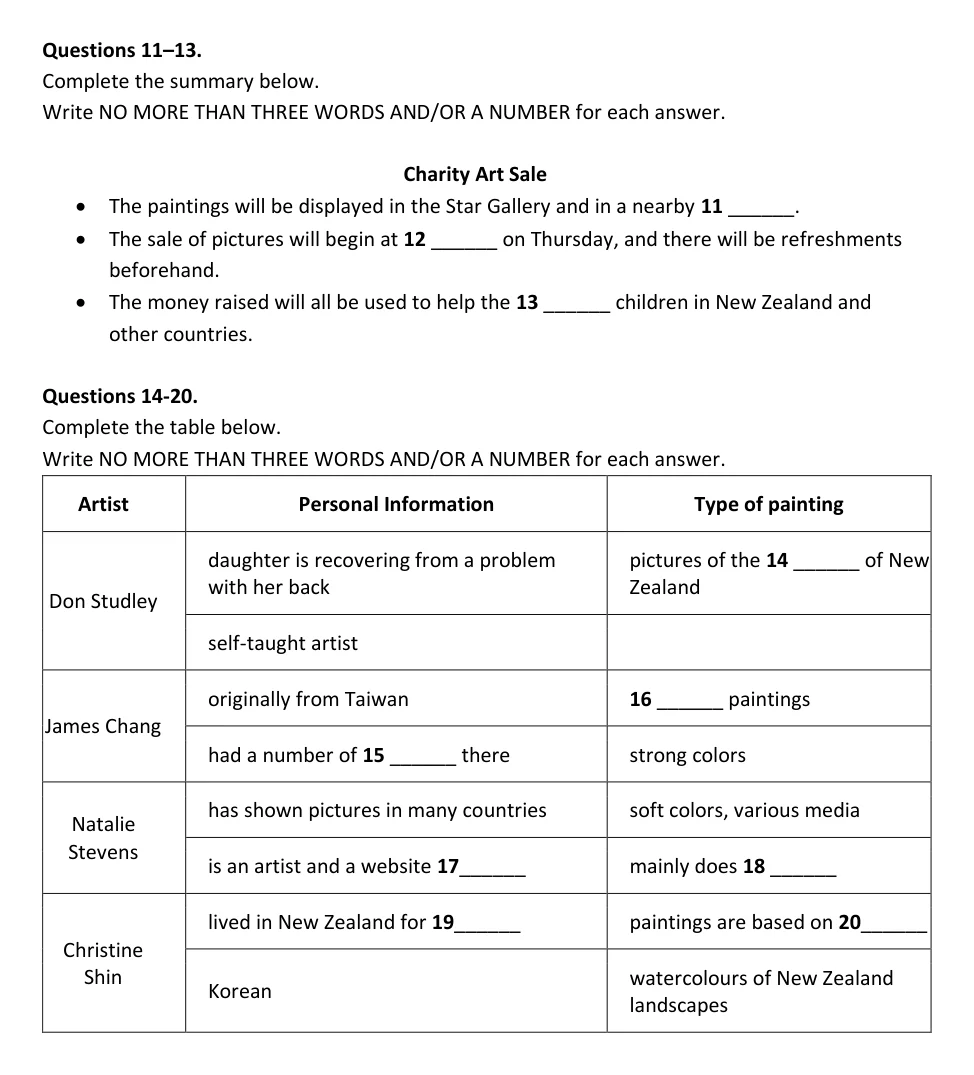 Questions 11–13.
Complete the summary below.
Write NO MORE THAN THREE WORDS AND/OR A NUMBER for each answer.
Charity Art Sale
• The paintings will be displayed in the Star Gallery and in a nearby 11 ______.
• The sale of pictures will begin at 12 ______ on Thursday, and there will be refreshments
beforehand.
• The money raised will all be used to help the 13 ______ children in New Zealand and
other countries.
Questions 14-20.
Complete the table below.
Write NO MORE THAN THREE WORDS AND/OR A NUMBER for each answer.
Artist
Personal Information
Type of painting
Don Studley
daughter is recovering from a problem
with her back
pictures of the 14 ______ of New
Zealand
self-taught artist
James Chang
originally from Taiwan
16 ______ paintings
had a number of 15 ______ there
strong colors
Natalie
Stevens
has shown pictures in many countries
soft colors, various media
is an artist and a website 17______
mainly does 18 ______
Christine
Shin
lived in New Zealand for 19______
paintings are based on 20______
Korean
watercolours of New Zealand
landscapes